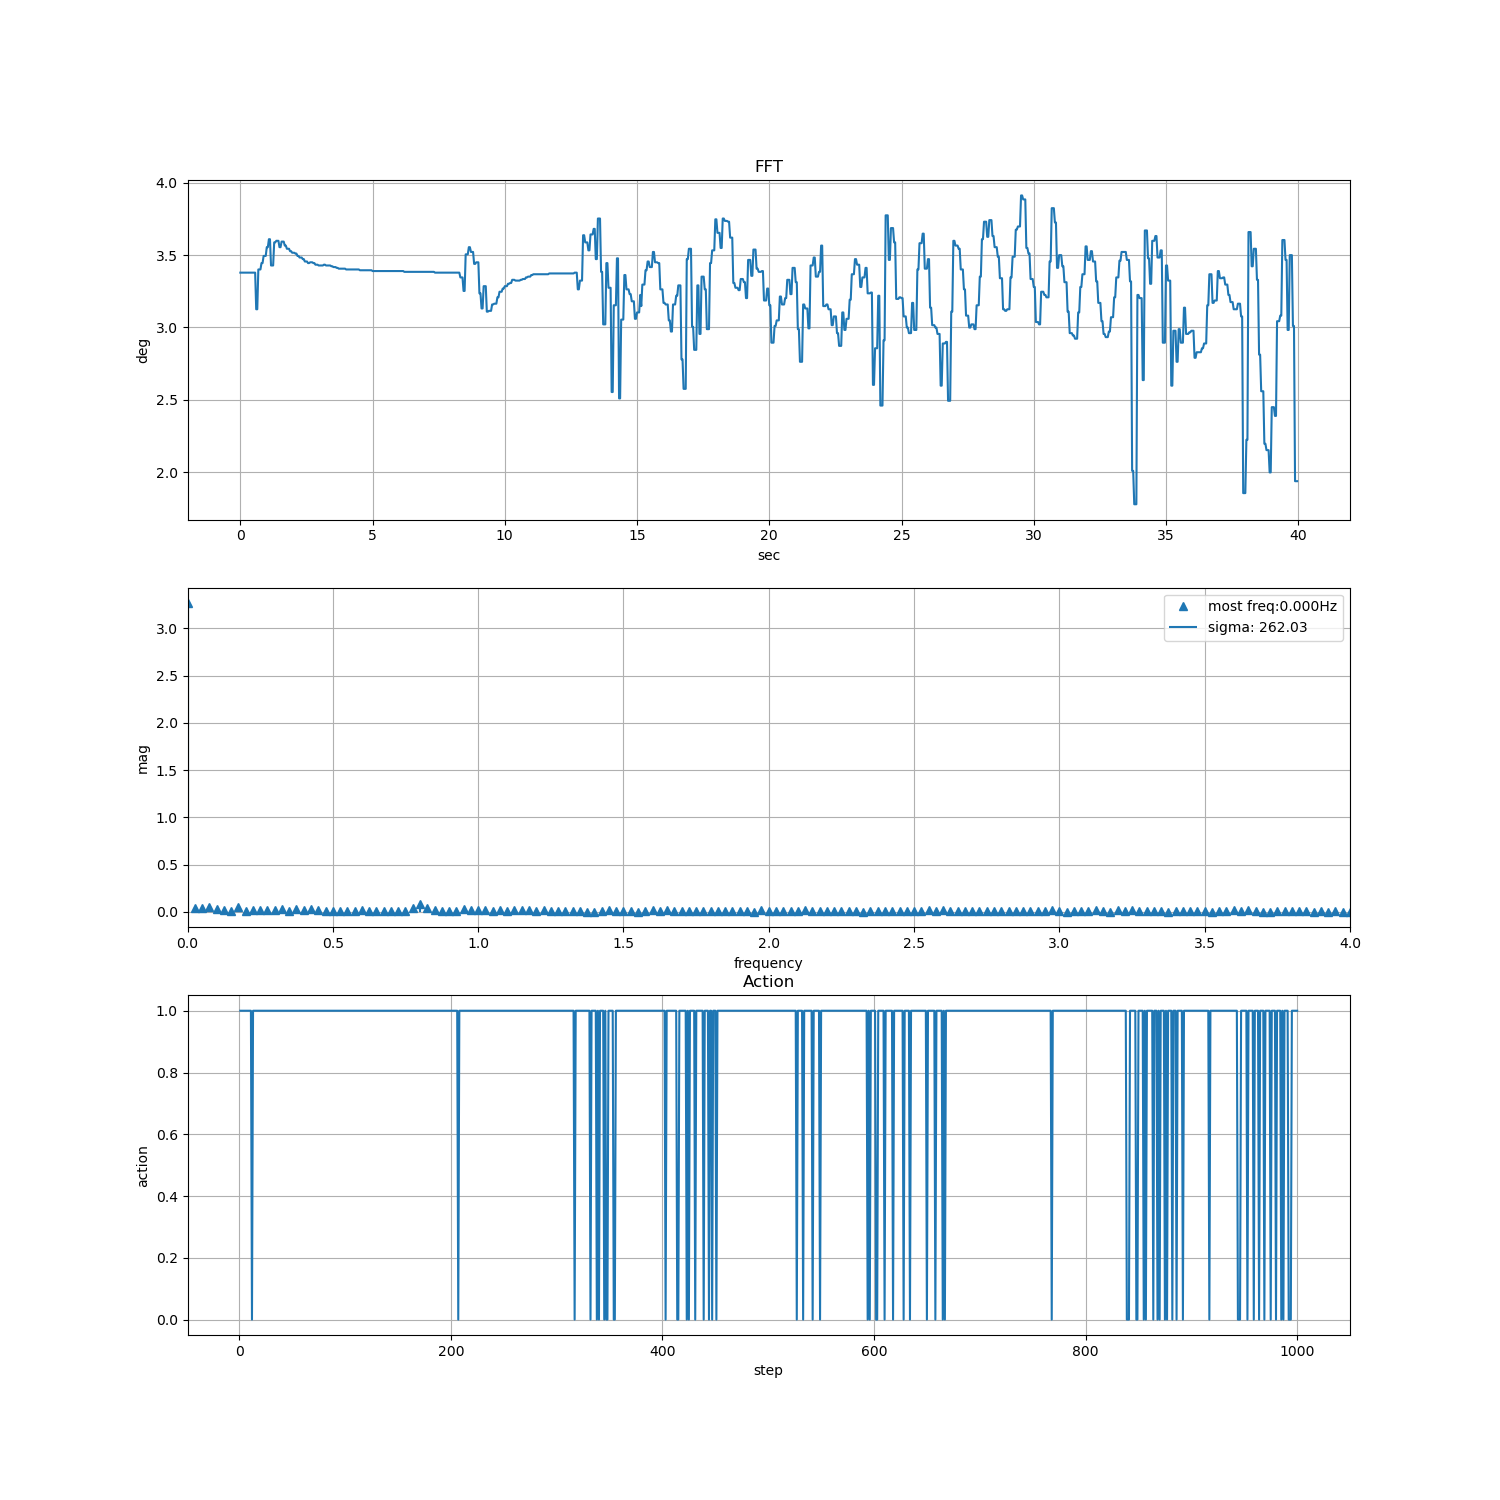 FFT
4.0
3.5
3.0
2.5
2.0
deg
0 5 10 15 20 25 30 35 40
sec
most freq:0.000Hz
sigma: 262.03
3.0
2.5
2.0
1.5
1.0
0.5
0.0
mag
0.0 0.5 1.0 1.5 2.0 2.5 3.0 3.5 4.0
frequency
Action
1.0
0.8
0.6
0.4
0.2
0.0
action
0 200 400 600 800 1000
step